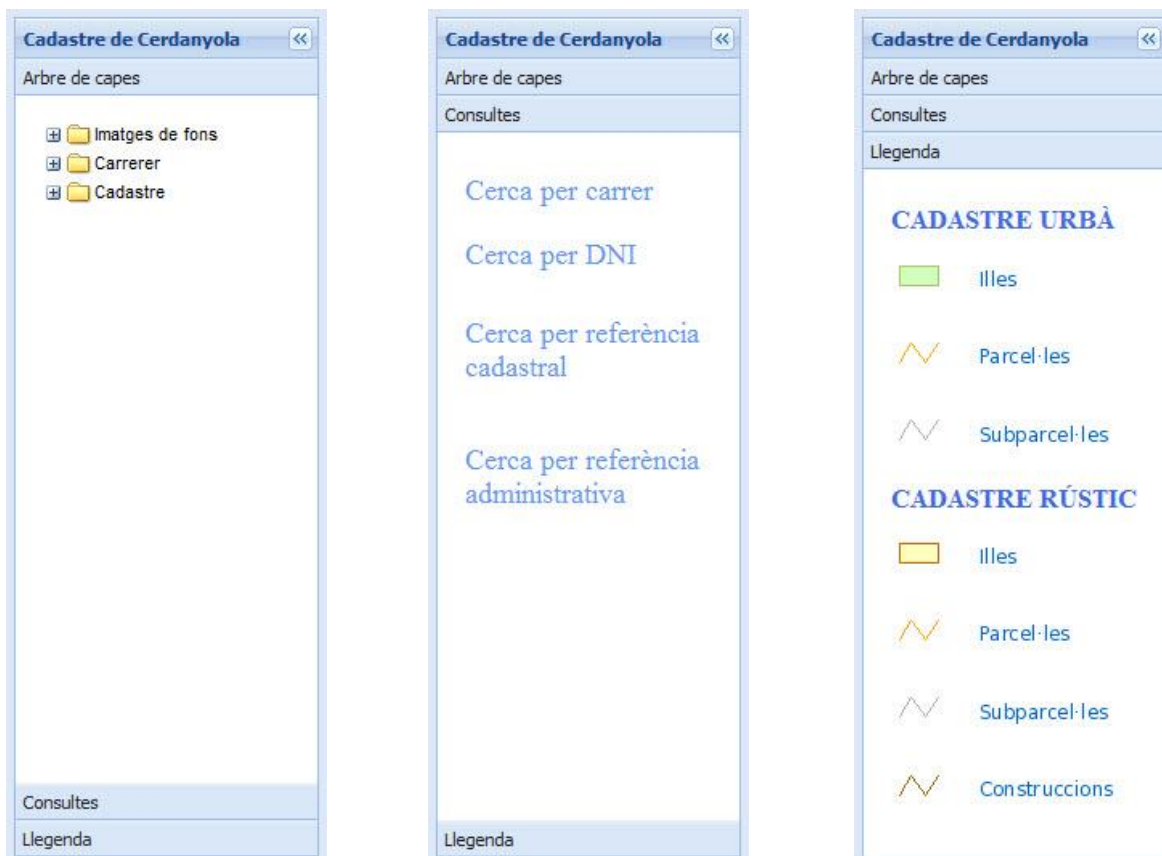 Cadastre de Cerdanyola
Arbre de capes
Imatges de fons
Carrerer
Cadastre
Consultes
Llegenda
Cadastre de Cerdanyola
Arbre de capes
Consultes
Cerca per carrer
Cerca per DNI
Cerca per referència
cadastral
Cerca per referència
administrativa
Llegenda
Cadastre de Cerdanyola
Arbre de capes
Consultes
Llegenda
CADASTRE URBÀ
Illes
Parcel·les
Subparcel·les
CADASTRE RÚSTIC
Illes
Parcel·les
Subparcel·les
Construccions